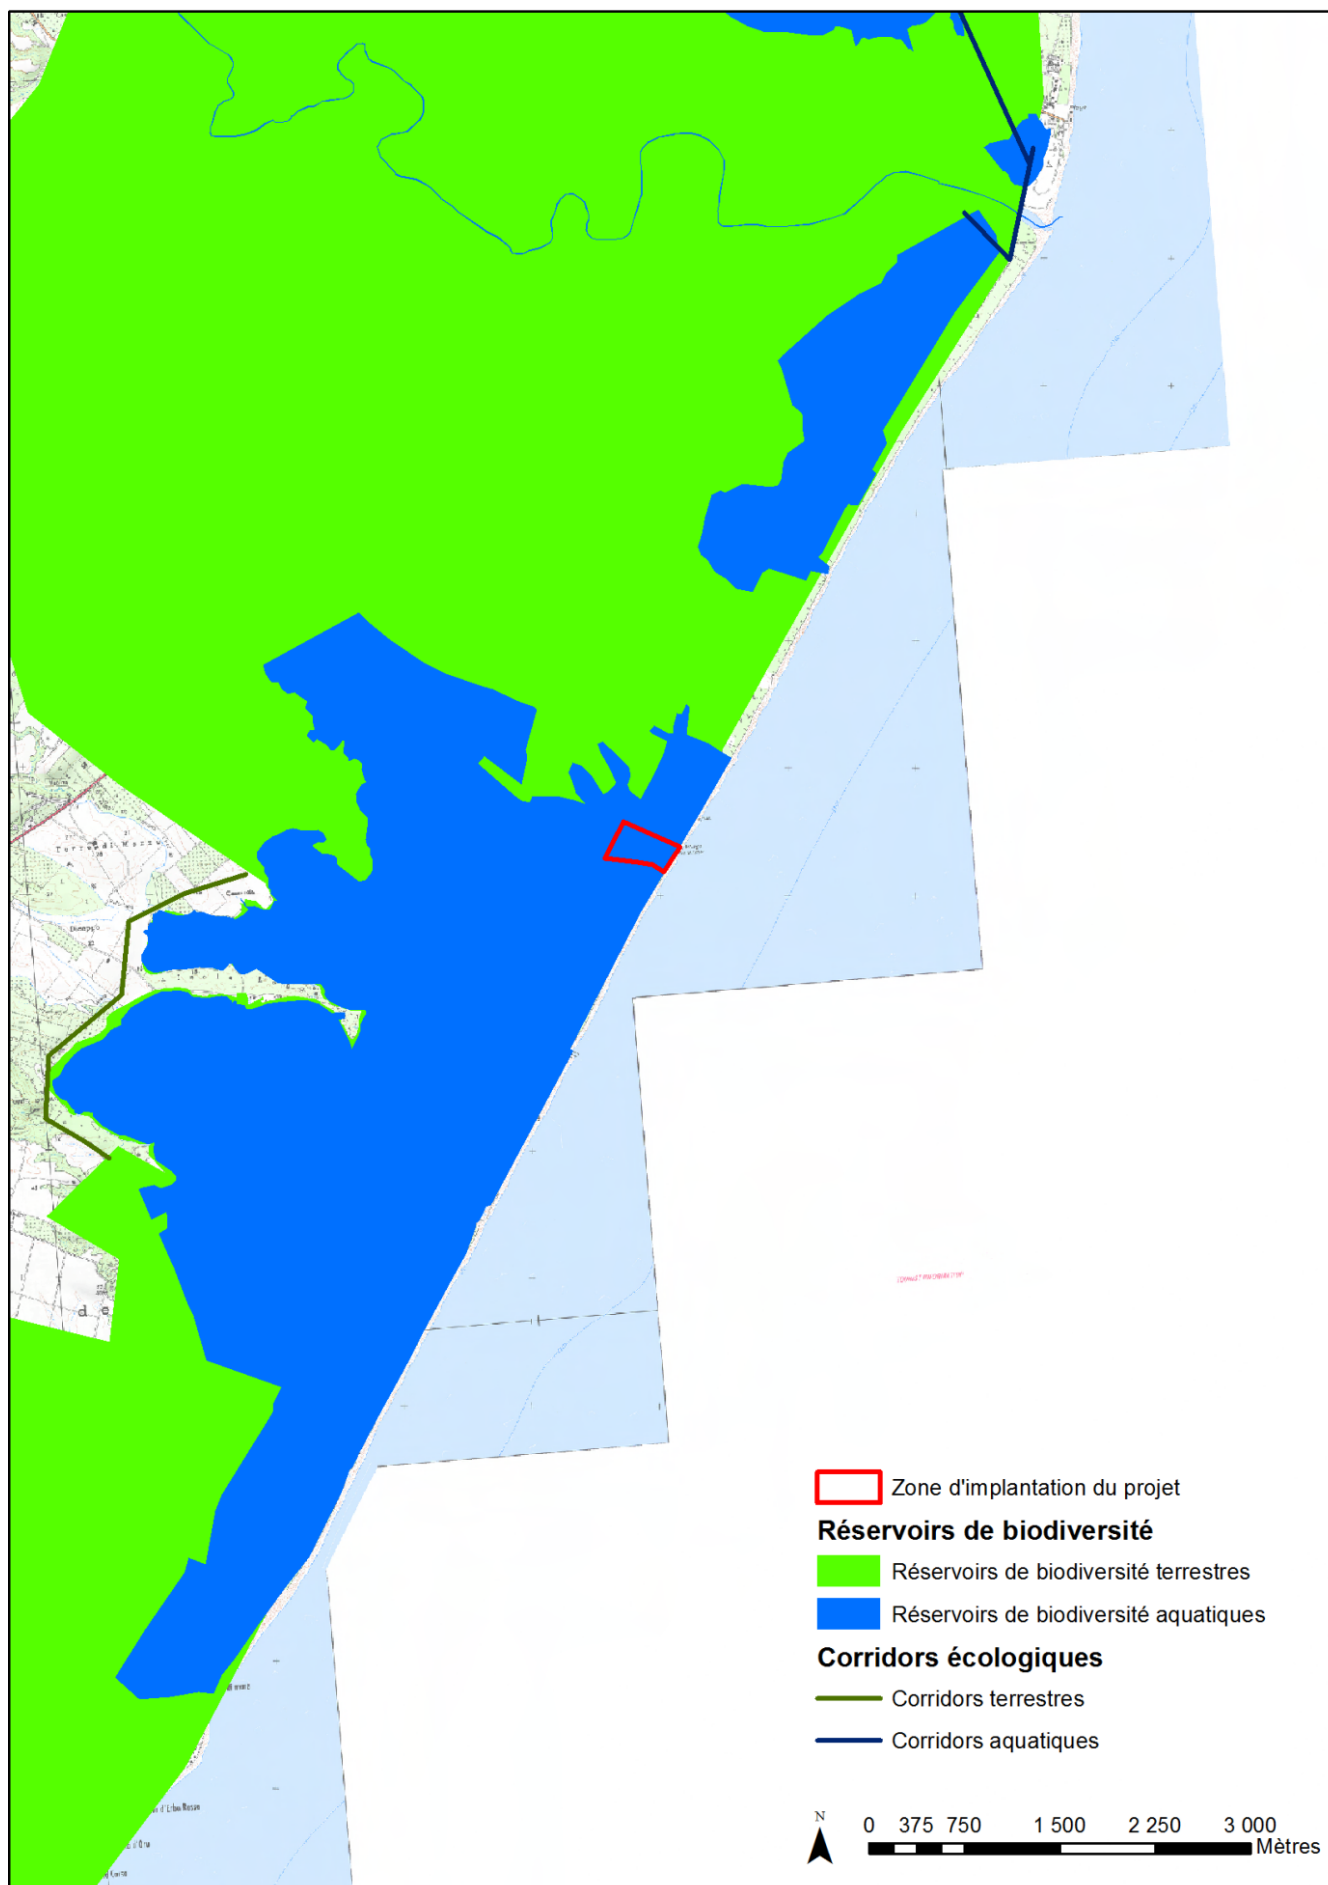 de
Zone d'implantation du projet
Réservoirs de biodiversité
Réservoirs de biodiversité terrestres
Réservoirs de biodiversité aquatiques
Corridors écologiques
Corridors terrestres
Corridors aquatiques
N
0 375 750 1 500 2 250 3 000
Mètres